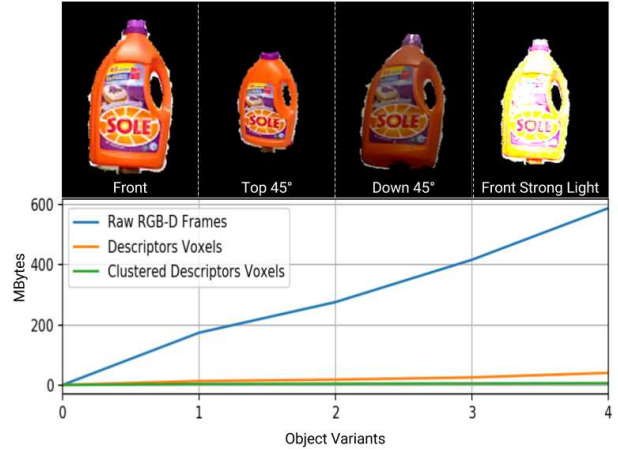 SOLE
SOLE
SOLE
SOLE
Front
Top 45°
Down 45°
Front Strong Light
600
400
200
0
MBytes
Raw RGB-D Frames
Descriptors Voxels
Clustered Descriptors Voxels
0
1
2
3
4
Object Variants